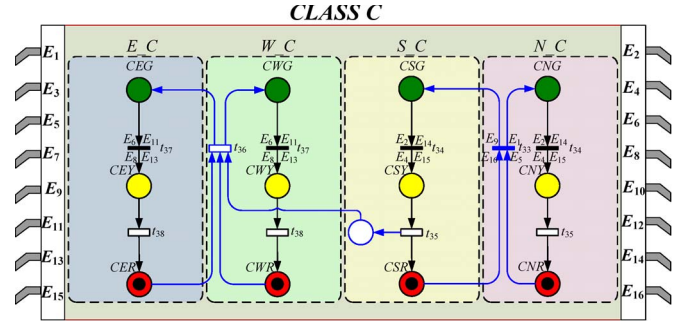 CLASS C
E_C W_C S_C N_C
CEG CWG CSG CNG
E1 E2
E3 E4
E5 E6
E7 E8
E9 E10
E11 E12
E13 E14
E15 E16
E6 E11 t37
E8 E13
E6 E11 t37
E8 E13
t36
E2 E14 t34
E4 E15
E9 E1 t33
E16 E5
E2 E14 t34
E4 E15
CEY CWY CSY CNY
t38 t38 t35 t35
CER CWR CSR CNR